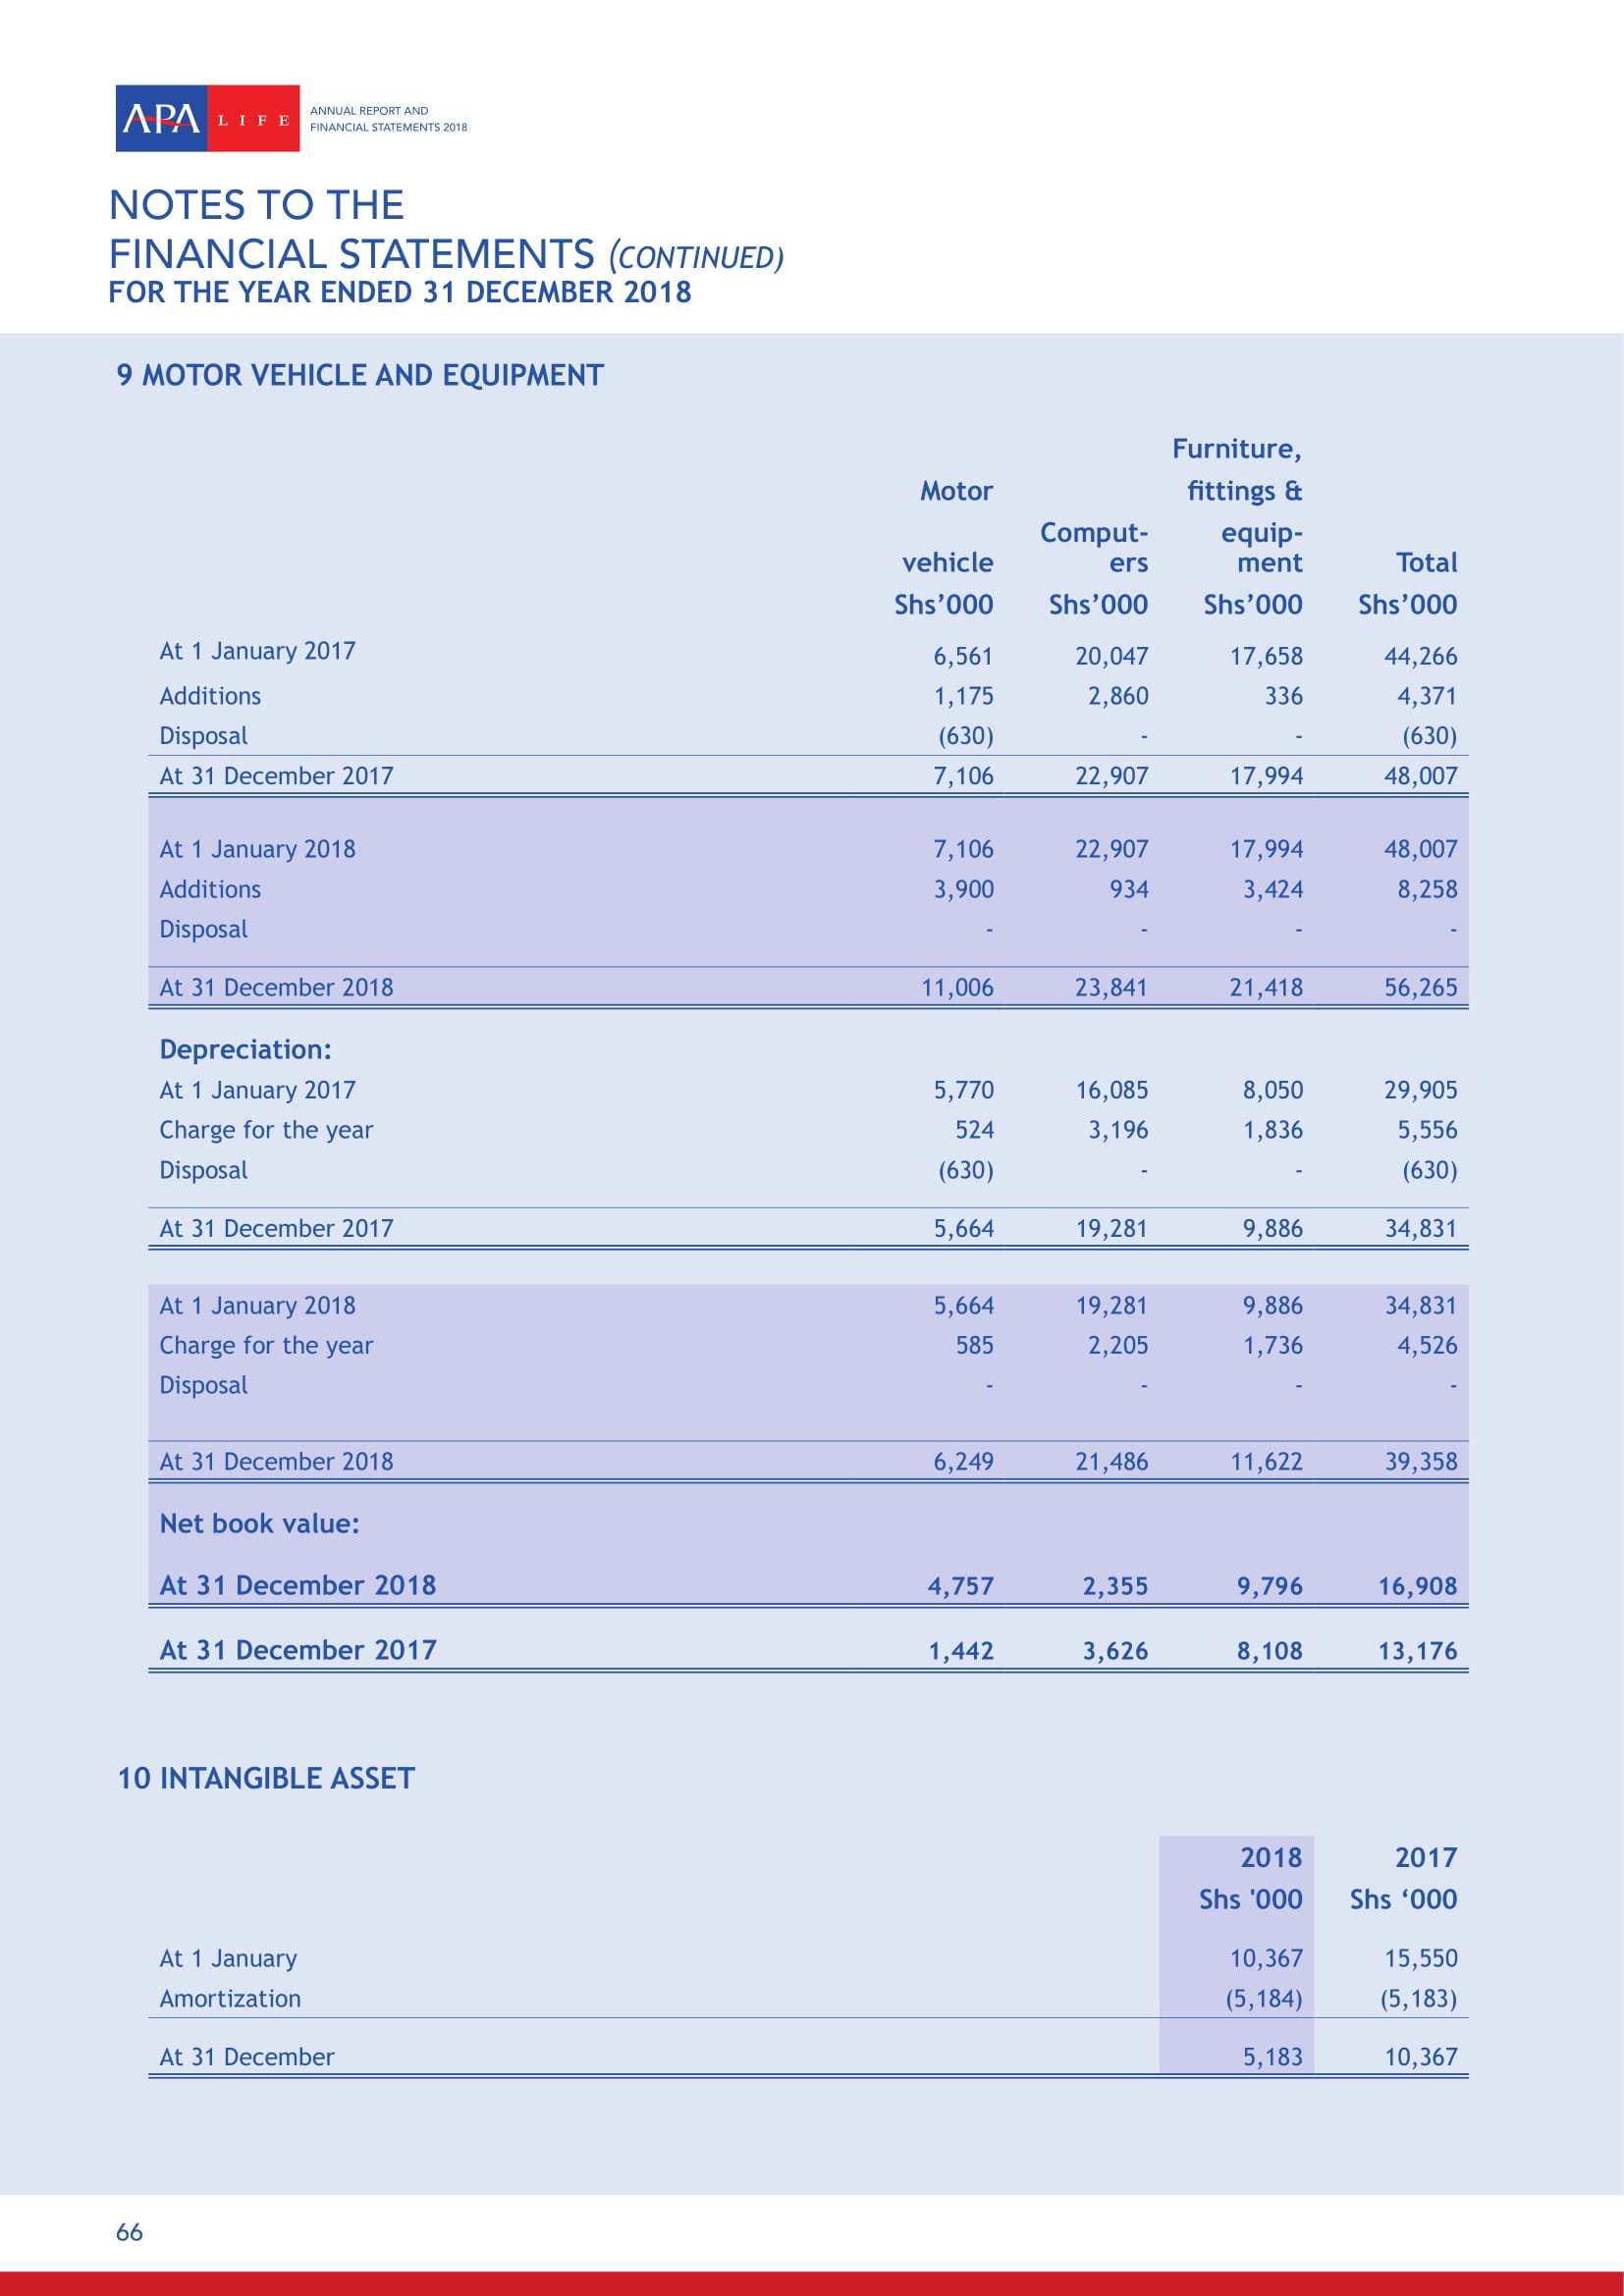 APA LIFE
ANNUAL REPORT AND
FINANCIAL STATEMENTS 2018
NOTES TO THE
FINANCIAL STATEMENTS (CONTINUED)
FOR THE YEAR ENDED 31 DECEMBER 2018
9 MOTOR VEHICLE AND EQUIPMENT
Furniture,
Motor fittings &
Comput- equip-
vehicle ers ment Total
Shs’000 Shs’000 Shs’000 Shs’000
At 1 January 2017 6,561 20,047 17,658 44,266
Additions 1,175 2,860 336 4,371
Disposal (630) - - (630)
At 31 December 2017 7,106 22,907 17,994 48,007
At 1 January 2018 7,106 22,907 17,994 48,007
Additions 3,900 934 3,424 8,258
Disposal - - - -
At 31 December 2018 11,006 23,841 21,418 56,265
Depreciation:
At 1 January 2017 5,770 16,085 8,050 29,905
Charge for the year 524 3,196 1,836 5,556
Disposal (630) - - (630)
At 31 December 2017 5,664 19,281 9,886 34,831
At 1 January 2018 5,664 19,281 9,886 34,831
Charge for the year 585 2,205 1,736 4,526
Disposal - - - -
At 31 December 2018 6,249 21,486 11,622 39,358
Net book value:
At 31 December 2018 4,757 2,355 9,796 16,908
At 31 December 2017 1,442 3,626 8,108 13,176
10 INTANGIBLE ASSET
2018 2017
Shs '000 Shs ‘000
At 1 January 10,367 15,550
Amortization (5,184) (5,183)
At 31 December 5,183 10,367
66